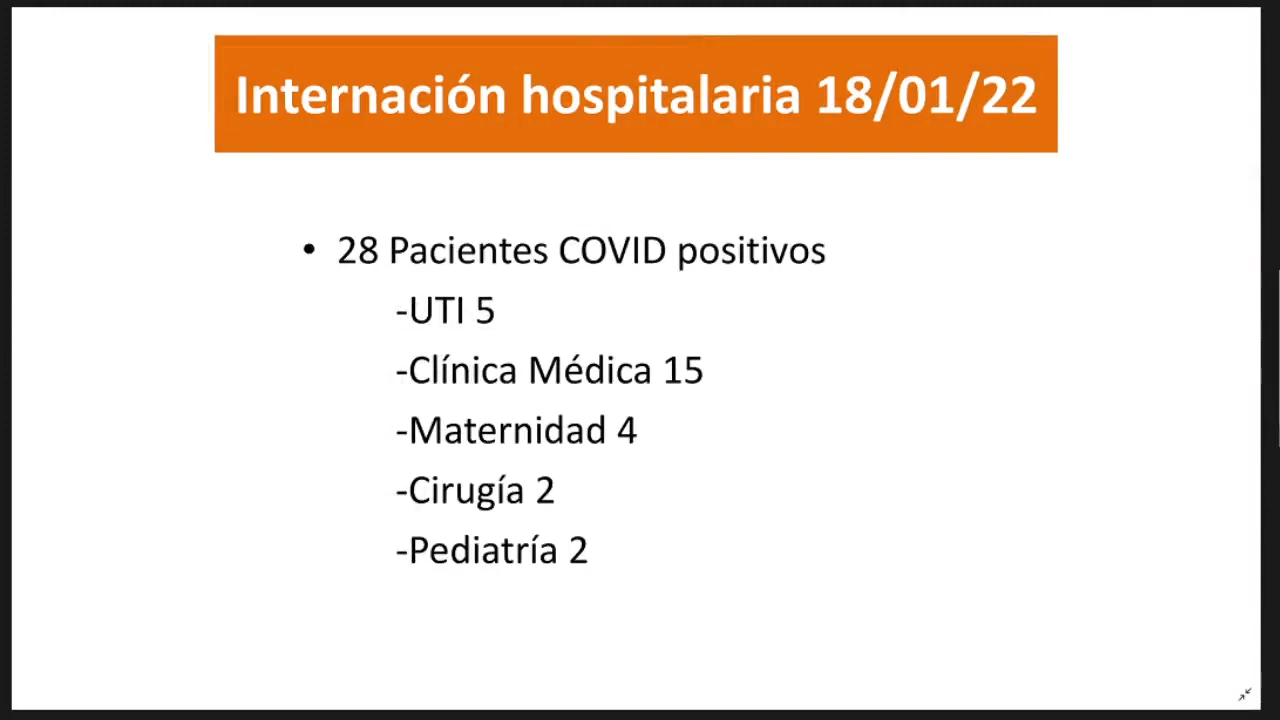 Internación hospitalaria 18/01/22
• 28 Pacientes COVID positivos
-UTI 5
-Clínica Médica 15
-Maternidad 4
-Cirugía 2
-Pediatría 2